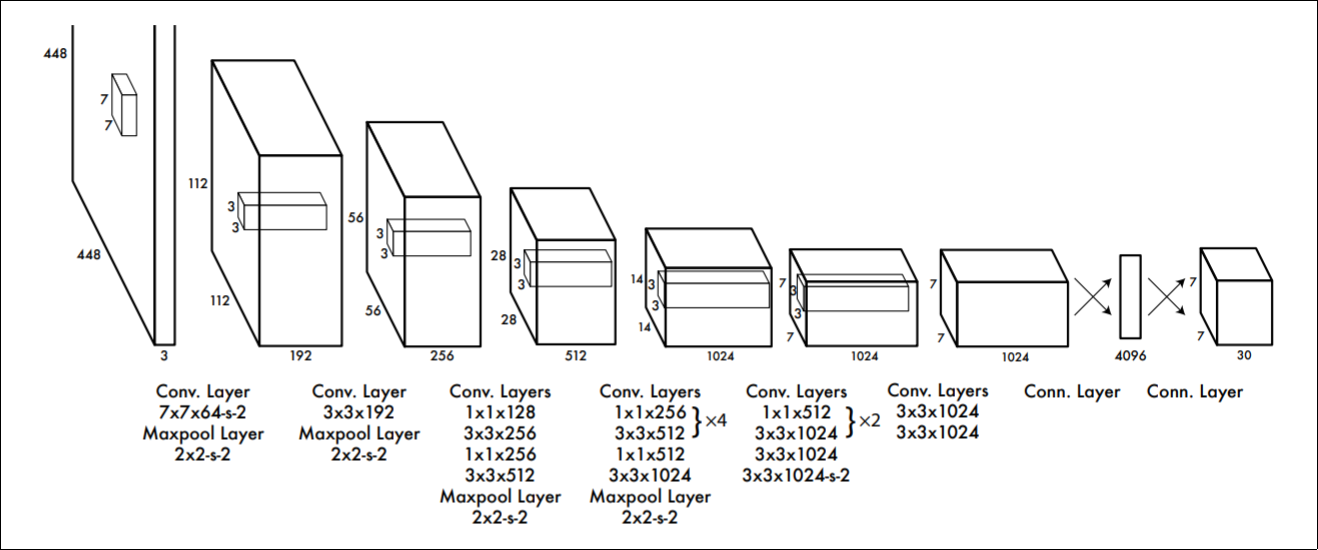 448
7
7
448
3
112
3
3
112
192
56
3
3
56
256
28
3
3
28
512
14
3
3
14
1024
7
3
3
7
1024
7
7
1024
4096
7
7
30
Conv. Layer
7x7x64-s-2
Maxpool Layer
2x2-s-2
Conv. Layer
3x3x192
Maxpool Layer
2x2-s-2
Conv. Layers
1x1x128
3x3x256
1x1x256
3x3x512
Maxpool Layer
2x2-s-2
Conv. Layers
1x1x256
3x3x512
}×4
1x1x512
3x3x1024
Maxpool Layer
2x2-s-2
Conv. Layers
1x1x512
3x3x1024
}×2
3x3x1024
3x3x1024-s-2
Conv. Layers
3x3x1024
3x3x1024
Conn. Layer
Conn. Layer